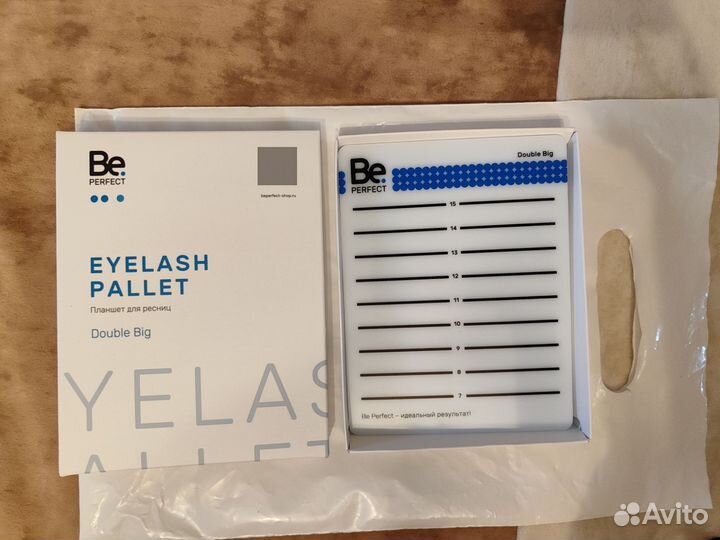 Be.
PERFECT
beperfect-shop.ru
EYELASH
PALLET
Планшет для ресниц
Double Big
YELAS
ALLET
Be.
PERFECT
Double Big
15
14
13
12
11
10
9
8
7
Be Perfect – идеальный результат!
Avito